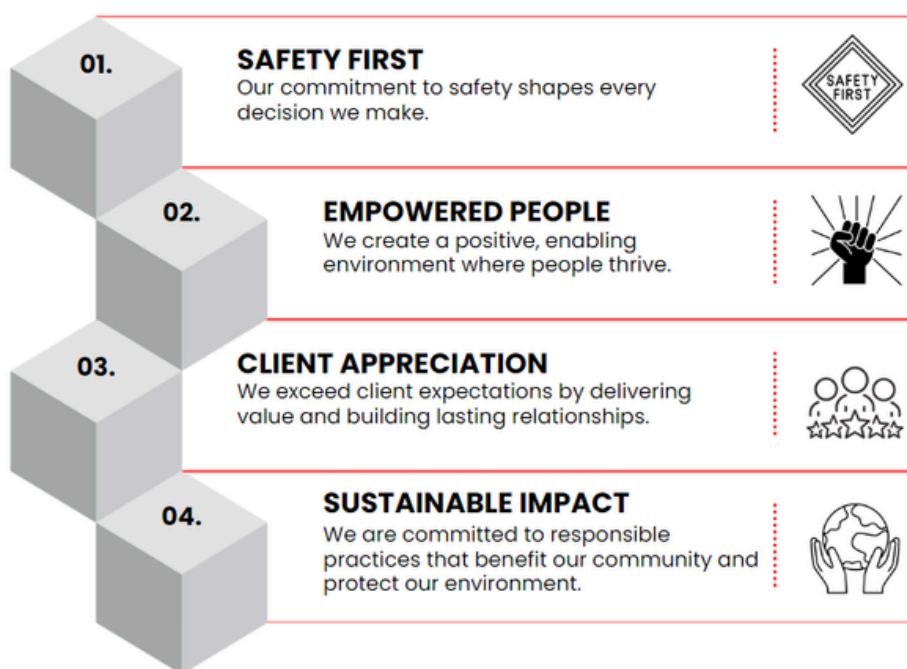 01.
SAFETY FIRST
Our commitment to safety shapes every
decision we make.
SAFETY
FIRST
02.
EMPOWERED PEOPLE
We create a positive, enabling
environment where people thrive.
03.
CLIENT APPRECIATION
We exceed client expectations by delivering
value and building lasting relationships.
04.
SUSTAINABLE IMPACT
We are committed to responsible
practices that benefit our community and
protect our environment.